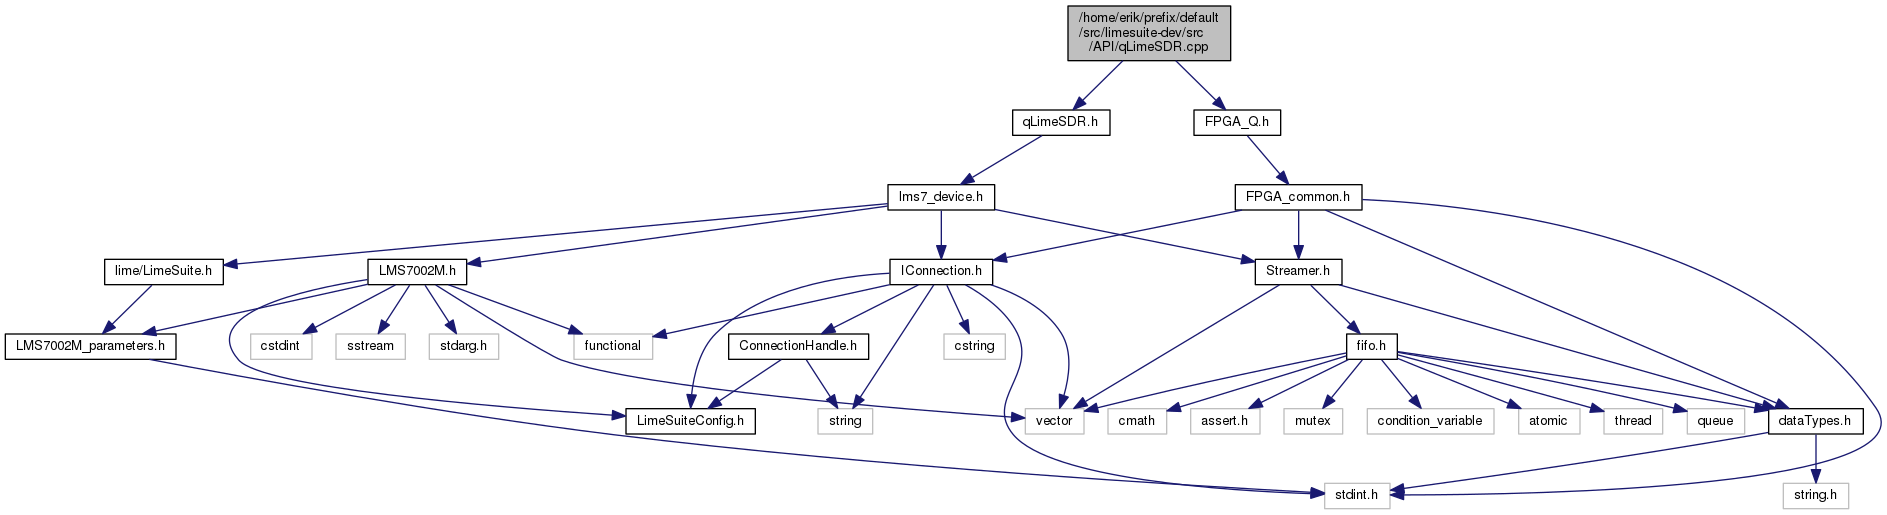 /home/erik/prefix/default
/src/limesuite-dev/src
/API/qLimeSDR.cpp
qLimeSDR.h
FPGA_Q.h
lms7_device.h
FPGA_common.h
lime/LimeSuite.h
LMS7002M.h
IConnection.h
Streamer.h
LMS7002M_parameters.h
cstdint
sstream
stdarg.h
functional
ConnectionHandle.h
cstring
fifo.h
LimeSuiteConfig.h
string
vector
cmath
assert.h
mutex
condition_variable
atomic
thread
queue
dataTypes.h
stdint.h
string.h